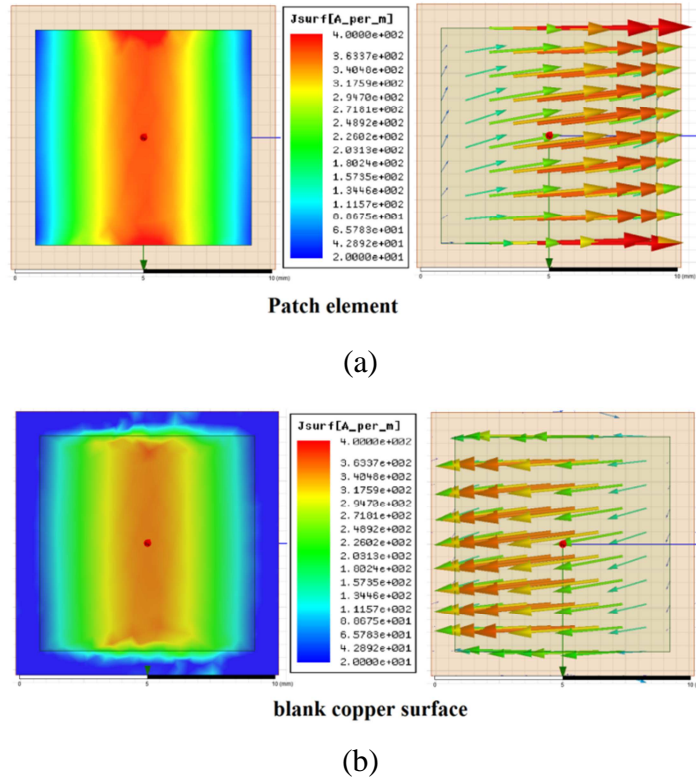 Jsurf[A_per_m]
4.0000e+002
3.6337e+002
3.4048e+002
3.1759e+002
2.9470e+002
2.7181e+002
2.4892e+002
2.2602e+002
2.0313e+002
1.8024e+002
1.5735e+002
1.3446e+002
1.1157e+002
8.8675e+001
6.5783e+001
4.2892e+001
2.0000e+001
0 5 10 (mm)
0 5 10 (mm)
Patch element
(a)
Jsurf[A_per_m]
4.0000e+002
3.6337e+002
3.4048e+002
3.1759e+002
2.9470e+002
2.7181e+002
2.4892e+002
2.2602e+002
2.0313e+002
1.8024e+002
1.5735e+002
1.3446e+002
1.1157e+002
8.8675e+001
6.5783e+001
4.2892e+001
2.0000e+001
0 5 10 (mm)
0 5 10 (mm)
blank copper surface
(b)